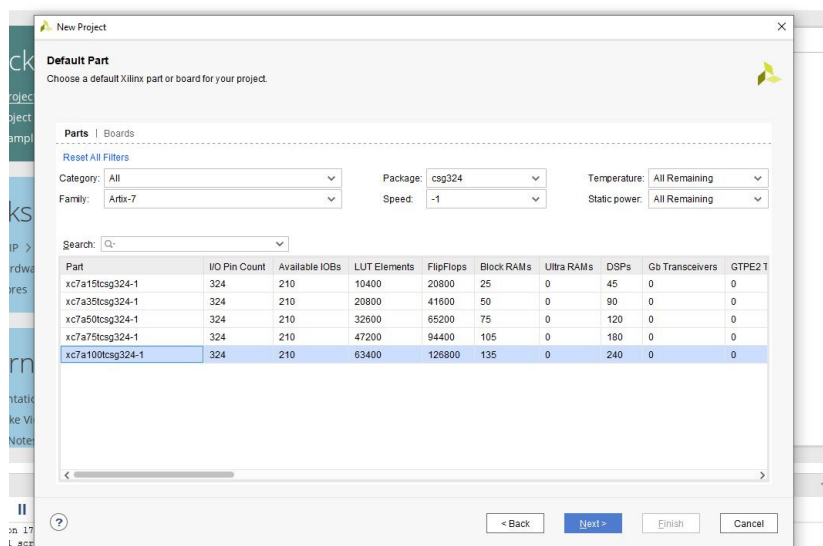 New Project
Default Part
Choose a default Xilinx part or board for your project.
Parts | Boards
Reset All Filters
Category: All Package: csg324 Temperature: All Remaining
Family: Artix-7 Speed: -1 Static power: All Remaining
Search: Q-
Part I/O Pin Count Available IOBs LUT Elements FlipFlops Block RAMs Ultra RAMs DSPs Gb Transceivers GTPE2 T
xc7a15tcsg324-1 324 210 10400 20800 25 0 45 0 0
xc7a35tcsg324-1 324 210 20800 41600 50 0 90 0 0
xc7a50tcsg324-1 324 210 32600 65200 75 0 120 0 0
xc7a75tcsg324-1 324 210 47200 94400 105 0 180 0 0
xc7a100tcsg324-1 324 210 63400 126800 135 0 240 0 0
? < Back Next > Finish Cancel